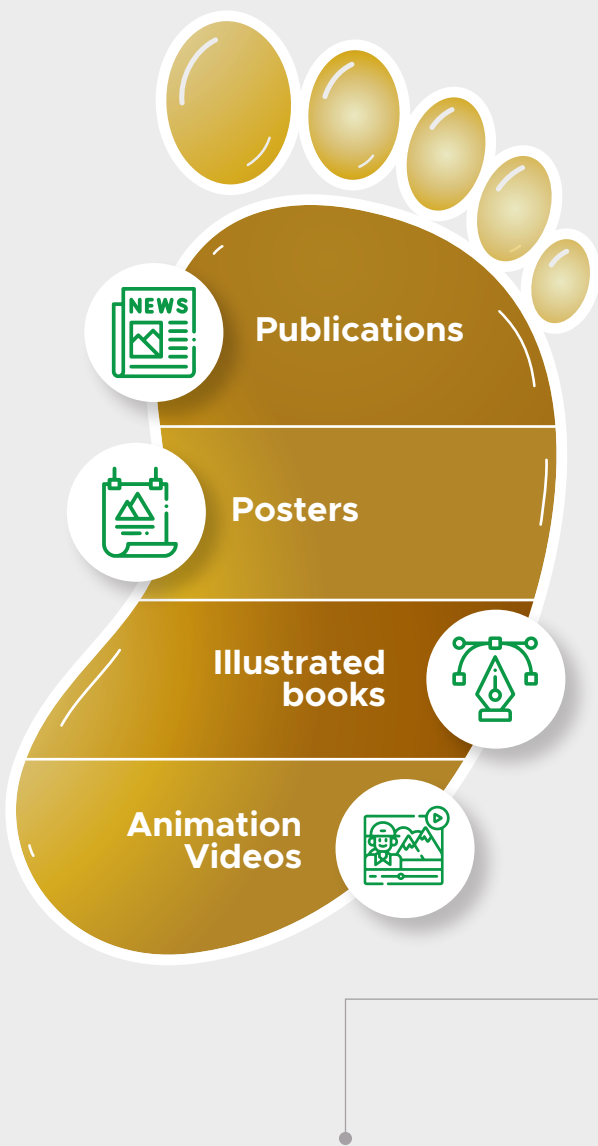 NEWS
Publications
Posters
Illustrated
books
Animation
Videos